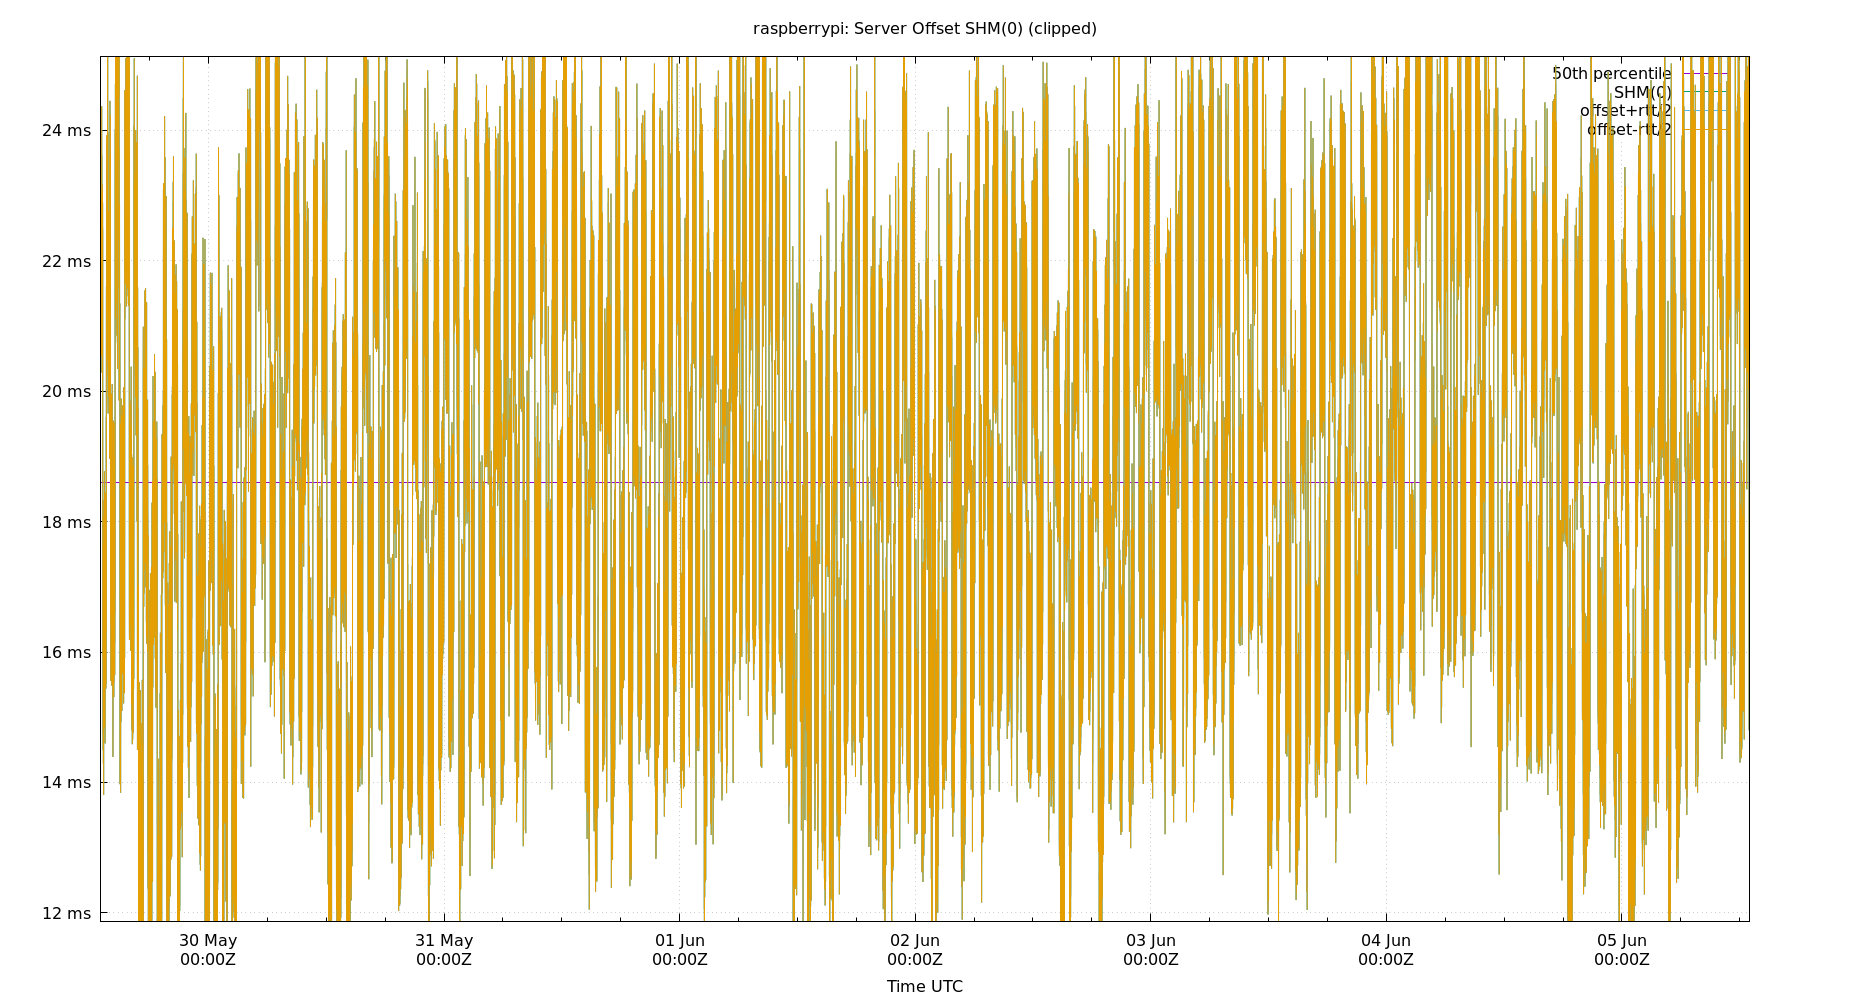 raspberrypi: Server Offset SHM(0) (clipped)
50th percentile
SHM(0)
offset+rtt/2
offset-rtt/2
24 ms
22 ms
20 ms
18 ms
16 ms
14 ms
12 ms
30 May 31 May 01 Jun 02 Jun 03 Jun 04 Jun 05 Jun
00:00Z 00:00Z 00:00Z 00:00Z 00:00Z 00:00Z 00:00Z
Time UTC